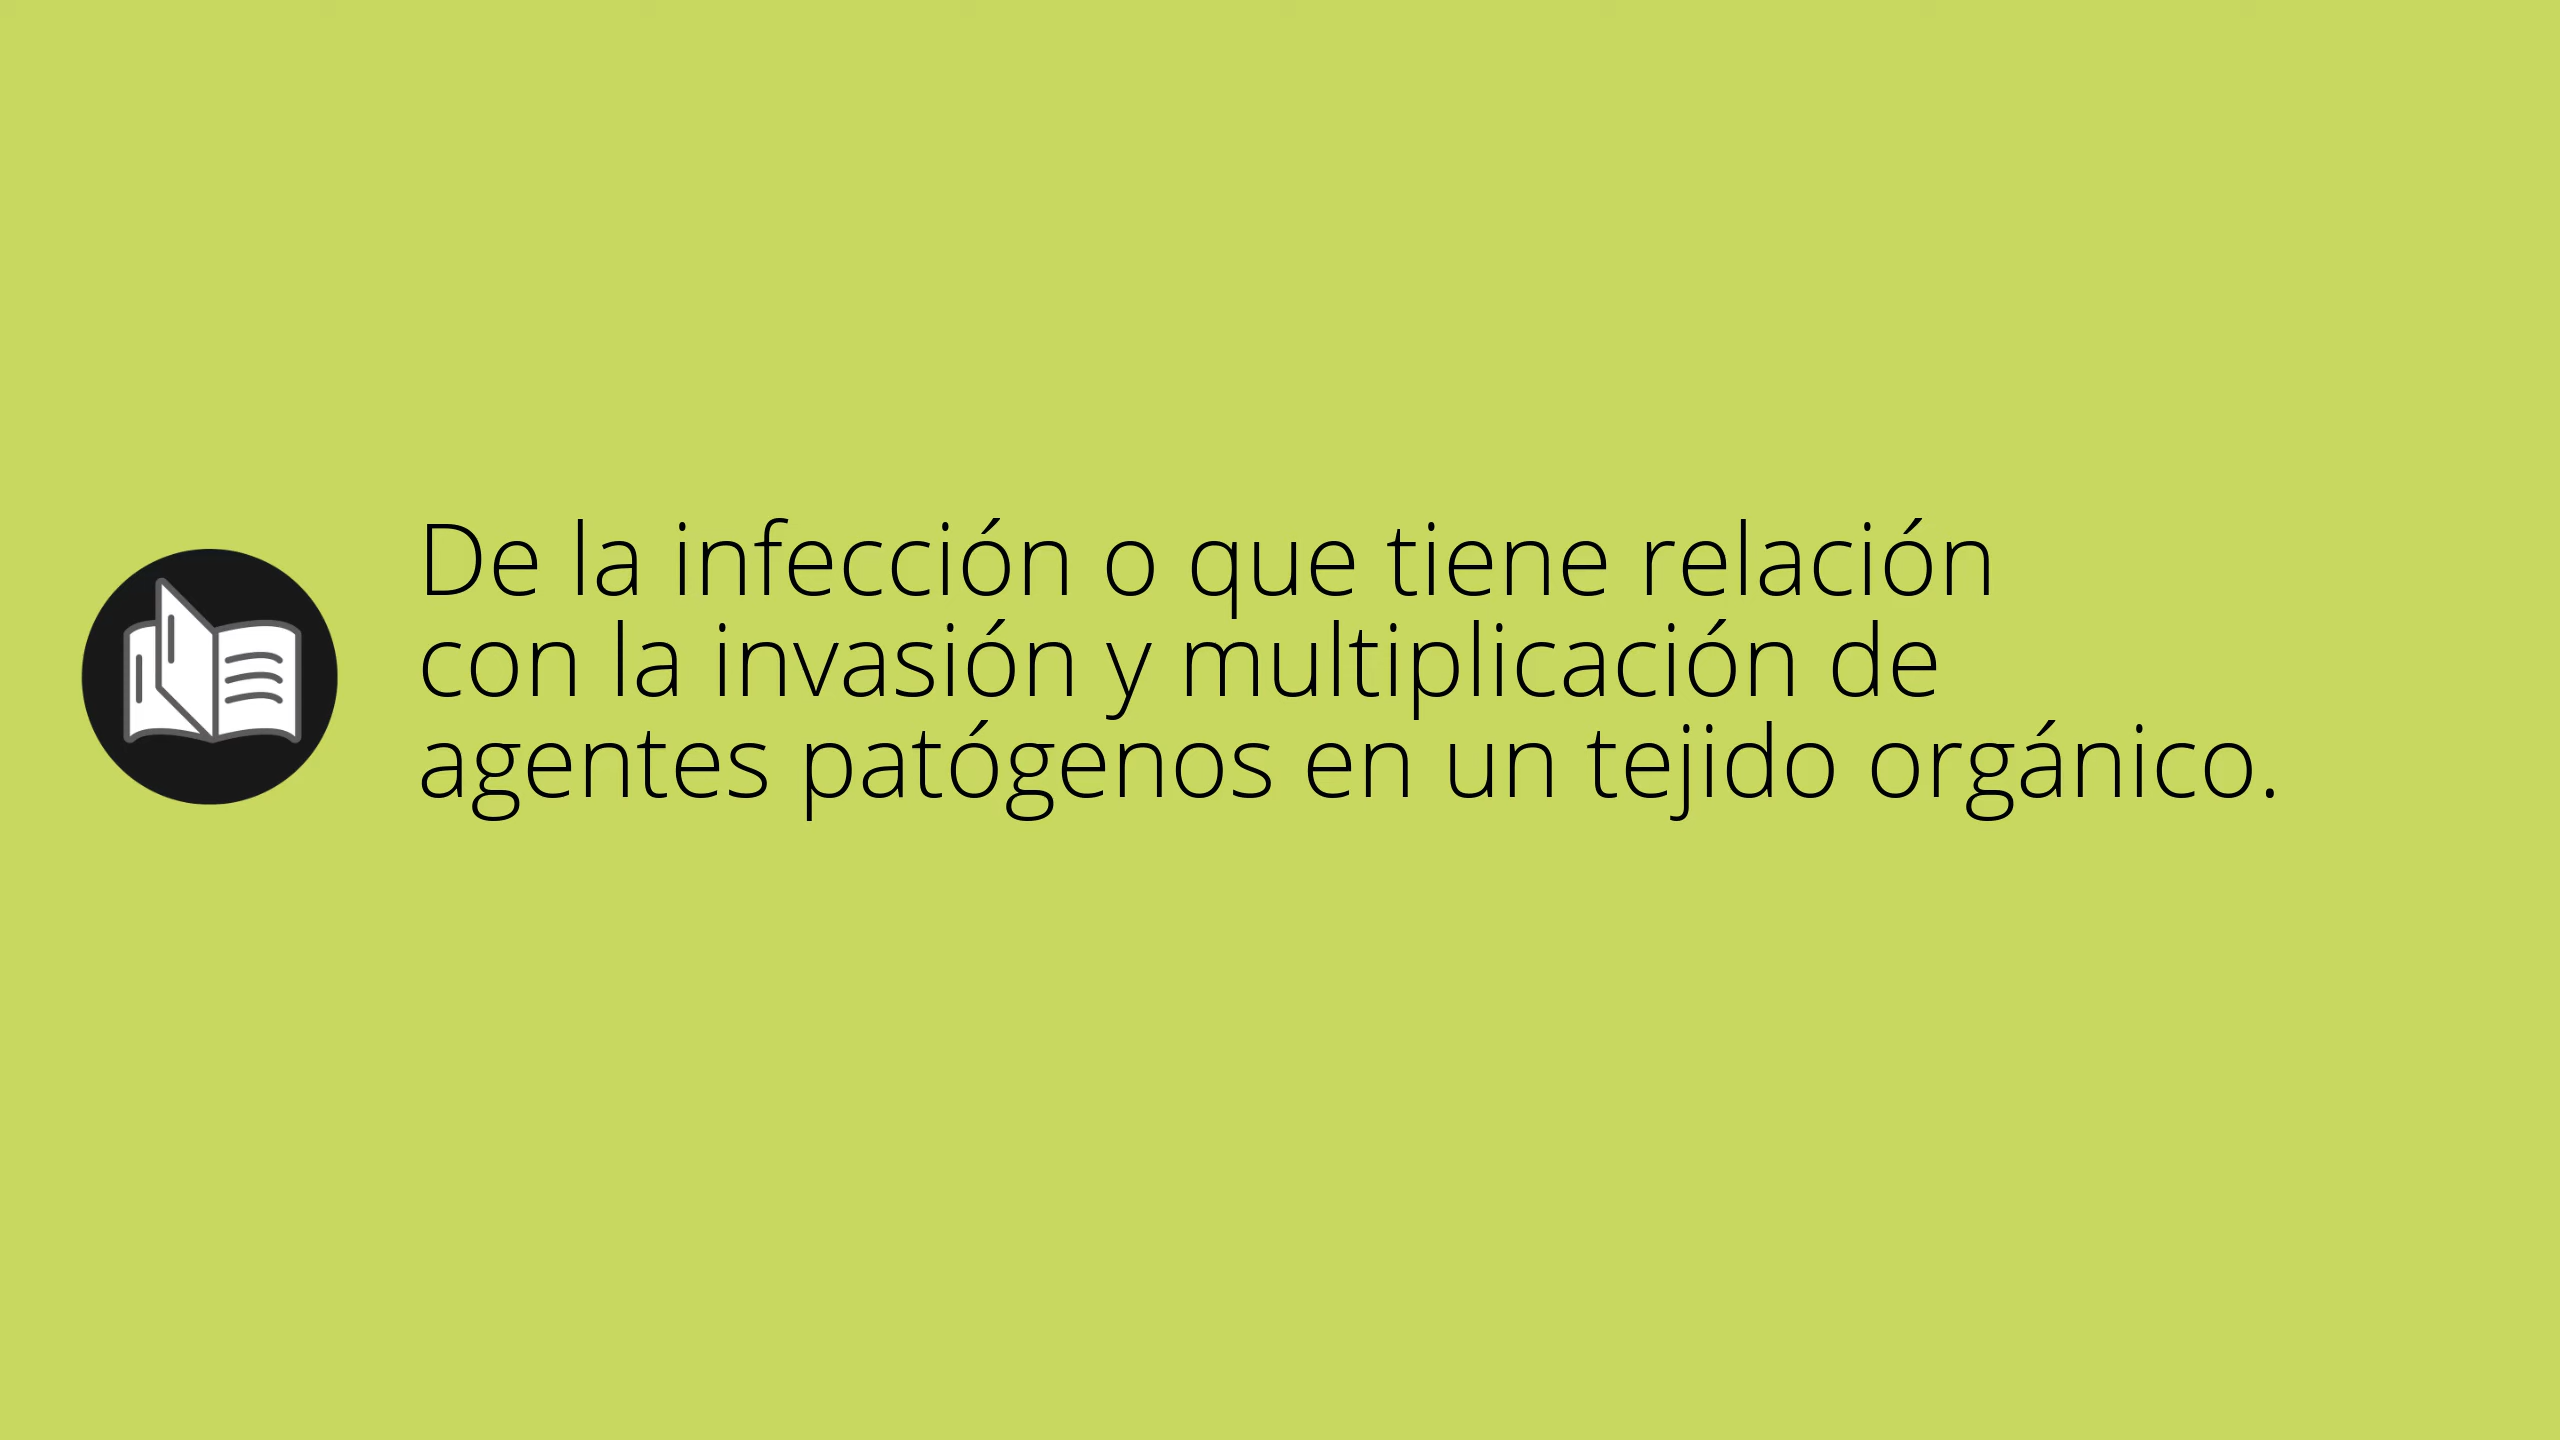 De la infección o que tiene relación
con la invasión y multiplicación de
agentes patógenos en un tejido orgánico.